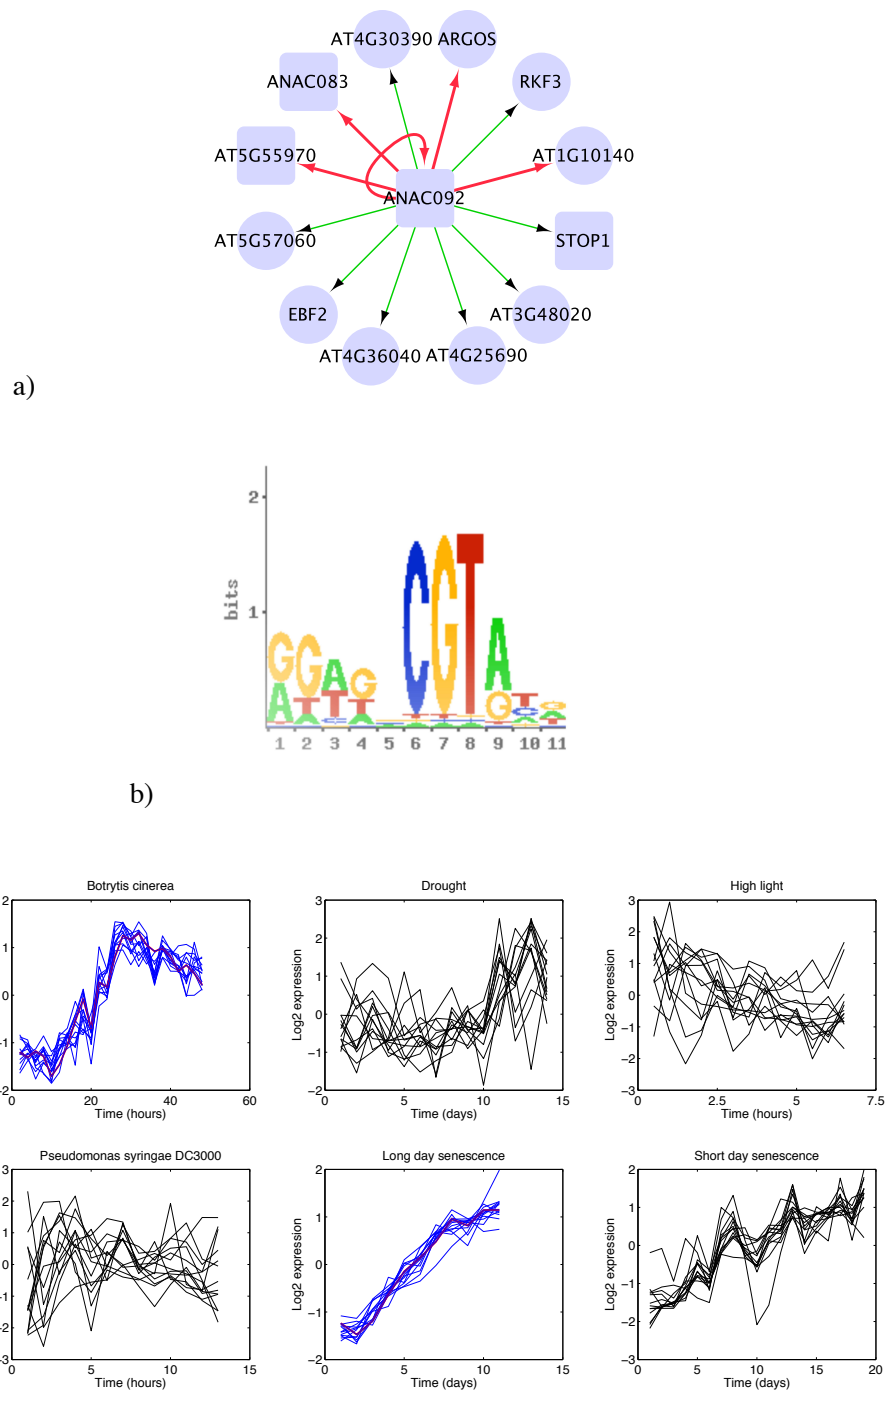 AT4G30390 ARGOS
ANAC083
RKF3
AT5G55970
AT1G10140
ANAC092
AT5G57060
STOP1
EBF2
AT3G48020
AT4G36040 AT4G25690
a)
2
bits
1
1 2 3 4 5 6 7 8 9 10 11
b)
Botrytis cinerea
2
1
0
-1
-2
0 20 40 60
Time (hours)
Drought
Log2 expression
3
2
1
0
−1
−2
0 5 10 15
Time (days)
High light
Log2 expression
3
2
1
0
−1
−2
−3
0 2.5 5 7.5
Time (hours)
Pseudomonas syringae DC3000
3
2
1
0
-1
-2
-3
0 5 10 15
Time (hours)
Long day senescence
Log2 expression
2
1
0
−1
−2
0 5 10 15
Time (days)
Short day senescence
Log2 expression
2
1
0
−1
−2
−3
0 5 10 15 20
Time (days)